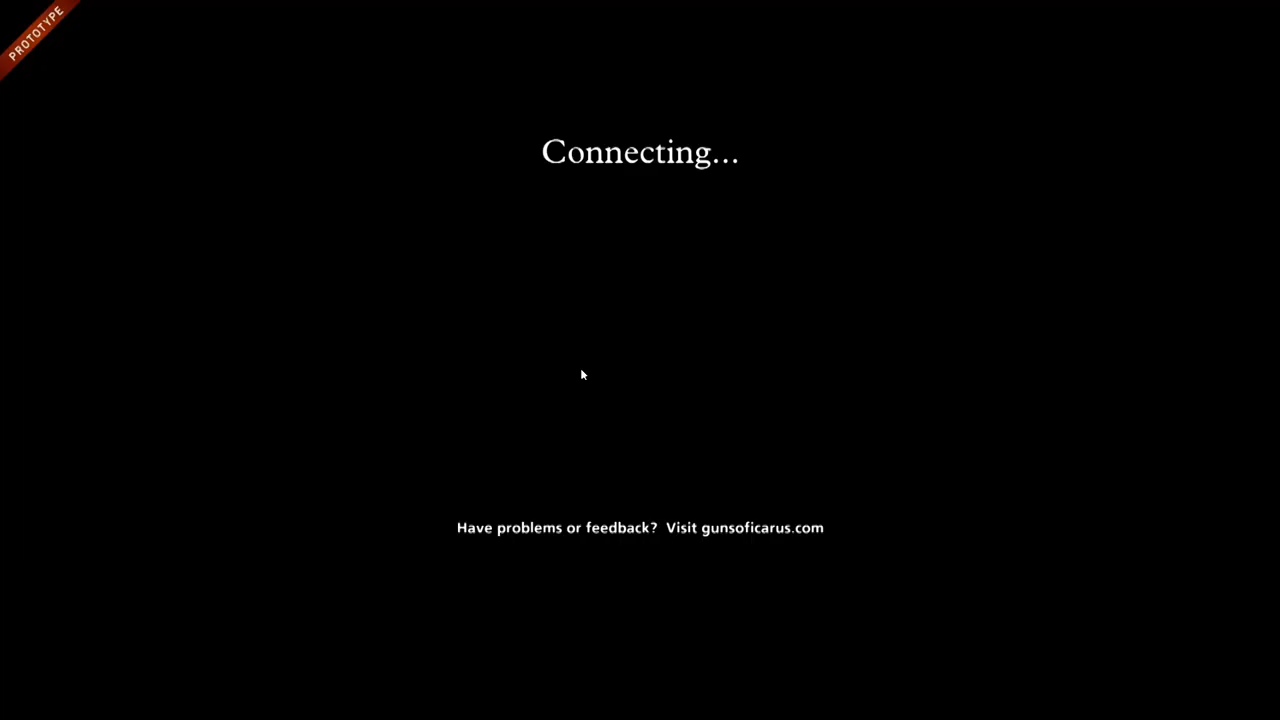 PROTOTYPE
Connecting...
Have problems or feedback? Visit gunsoficarus.com